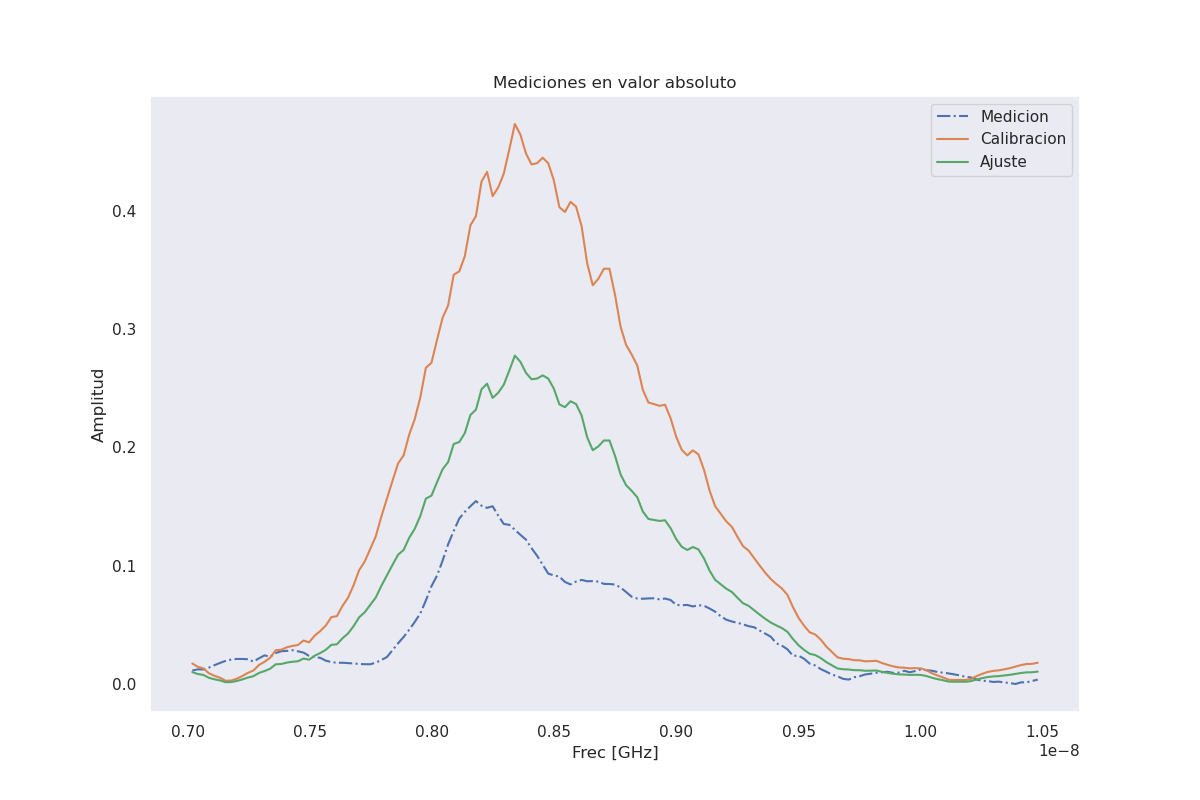 Mediciones en valor absoluto
Medicion
Calibracion
Ajuste
Amplitud
0.4
0.3
0.2
0.1
0.0
0.70 0.75 0.80 0.85 0.90 0.95 1.00 1.05
1e−8
Frec [GHz]